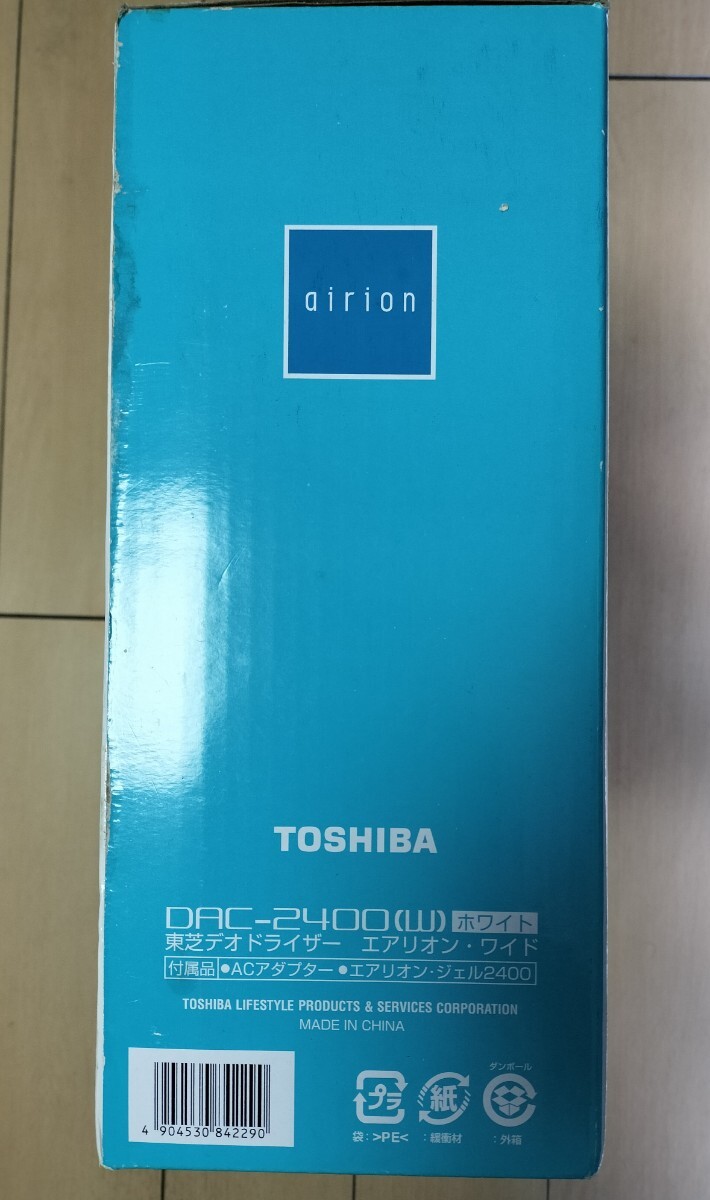 airion
TOSHIBA
DAC-2400(W) ホワイト
東芝デオドライザー エアリオン・ワイド
付属品 ●ACアダプター ●エアリオン・ジェル2400
TOSHIBA LIFESTYLE PRODUCTS & SERVICES CORPORATION
MADE IN CHINA
4 904530 842290
ダンボール
プラ 紙
袋：>PE< ：緩衝材 ：外箱